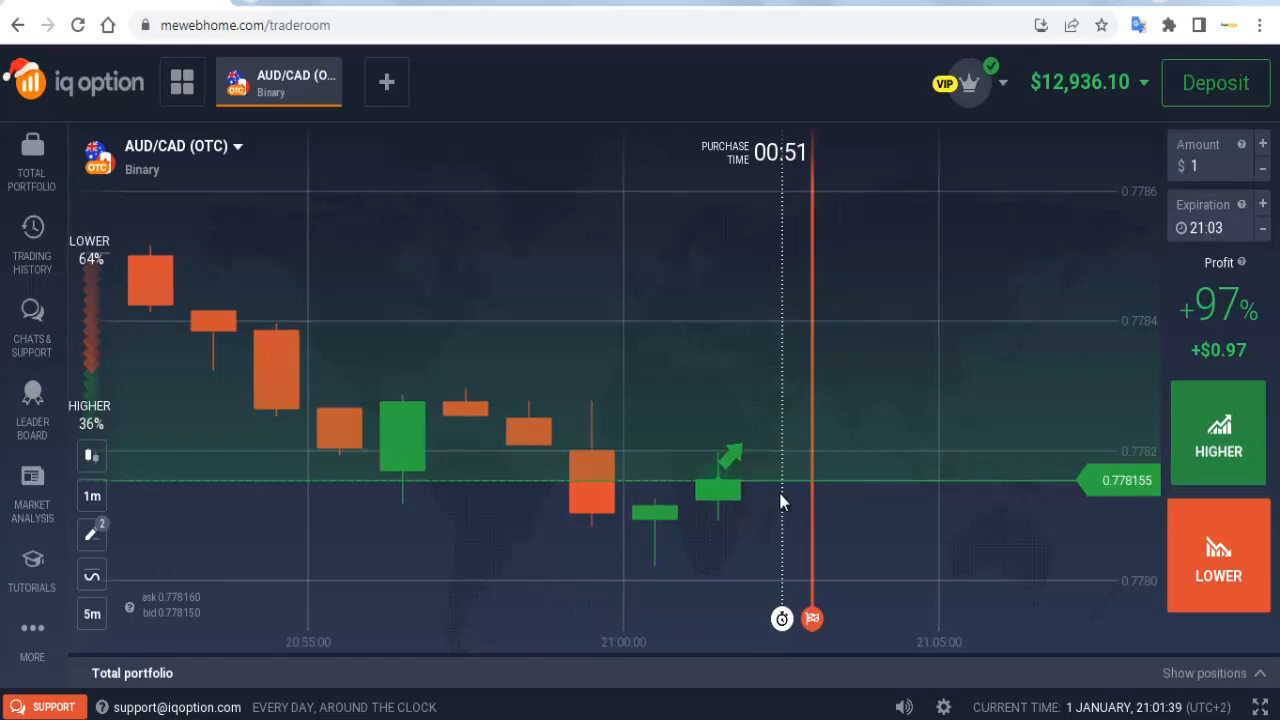 mewebhome.com/traderoom
iq option
AUD/CAD (O...
Binary
VIP
$12,936.10
Deposit
TOTAL
PORTFOLIO
TRADING
HISTORY
CHATS &
SUPPORT
LEADER
BOARD
MARKET
ANALYSIS
TUTORIALS
MORE
OTC
AUD/CAD (OTC)
Binary
LOWER
64%
HIGHER
36%
1m
2
5m
PURCHASE
TIME
00:51
0.7786
0.7784
0.7782
0.778155
0.7780
ask 0.778160
bid 0.778150
20:55:00
21:00:00
21:05:00
Amount
$ 1
Expiration
21:03
Profit
+97%
+$0.97
HIGHER
LOWER
Total portfolio
Show positions
SUPPORT
support@iqoption.com
EVERY DAY, AROUND THE CLOCK
CURRENT TIME: 1 JANUARY, 21:01:39 (UTC+2)